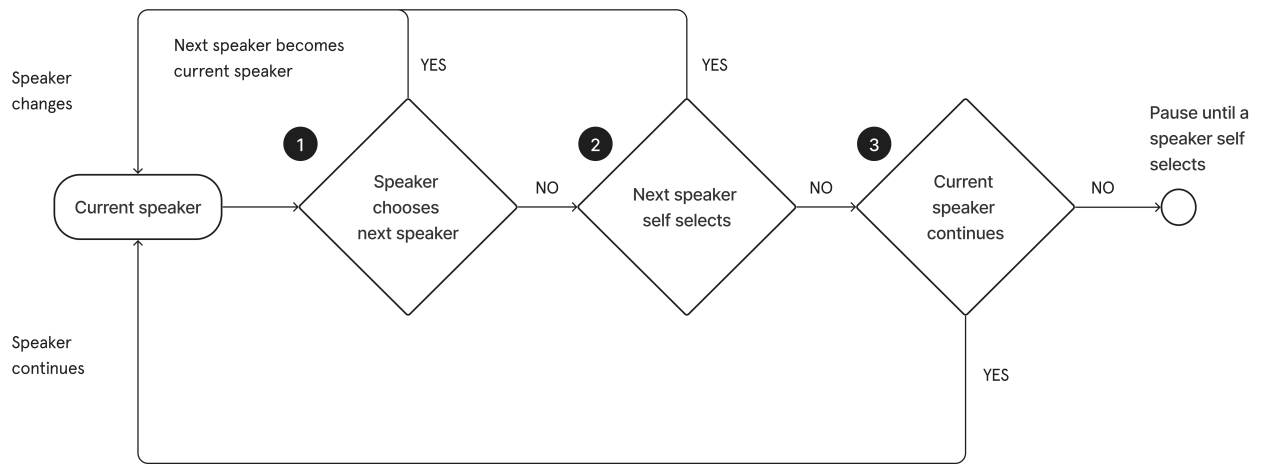 Next speaker becomes
current speaker
Speaker
changes
YES
YES
Pause until a
speaker self
selects
1
2
3
Current speaker
Speaker
chooses
next speaker
NO
Next speaker
self selects
NO
Current
speaker
continues
NO
Speaker
continues
YES